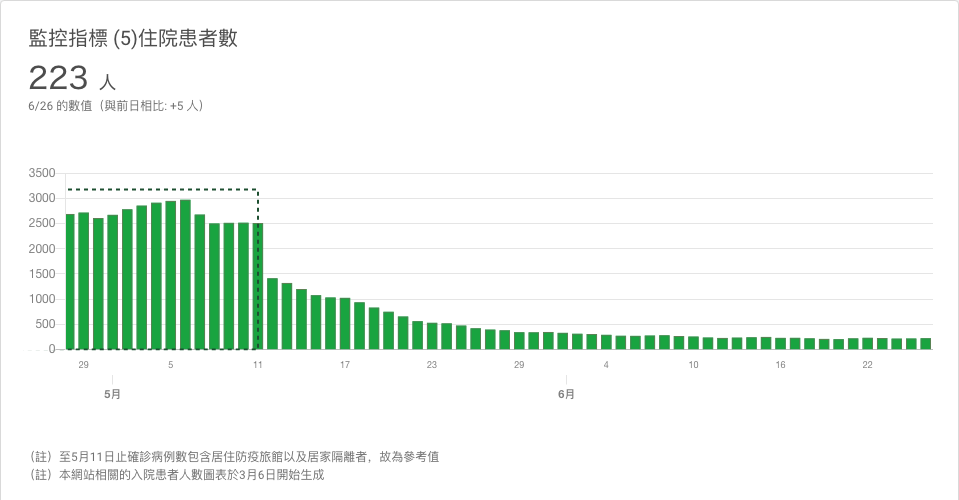 監控指標 (5)住院患者數
223 人
6/26 的數值（與前日相比: +5 人）
3500
3000
2500
2000
1500
1000
500
0
29 5 11 17 23 29 4 10 16 22
5月 6月
（註）至5月11日止確診病例數包含居住防疫旅館以及居家隔離者，故為參考值
（註）本網站相關的入院患者人數圖表於3月6日開始生成